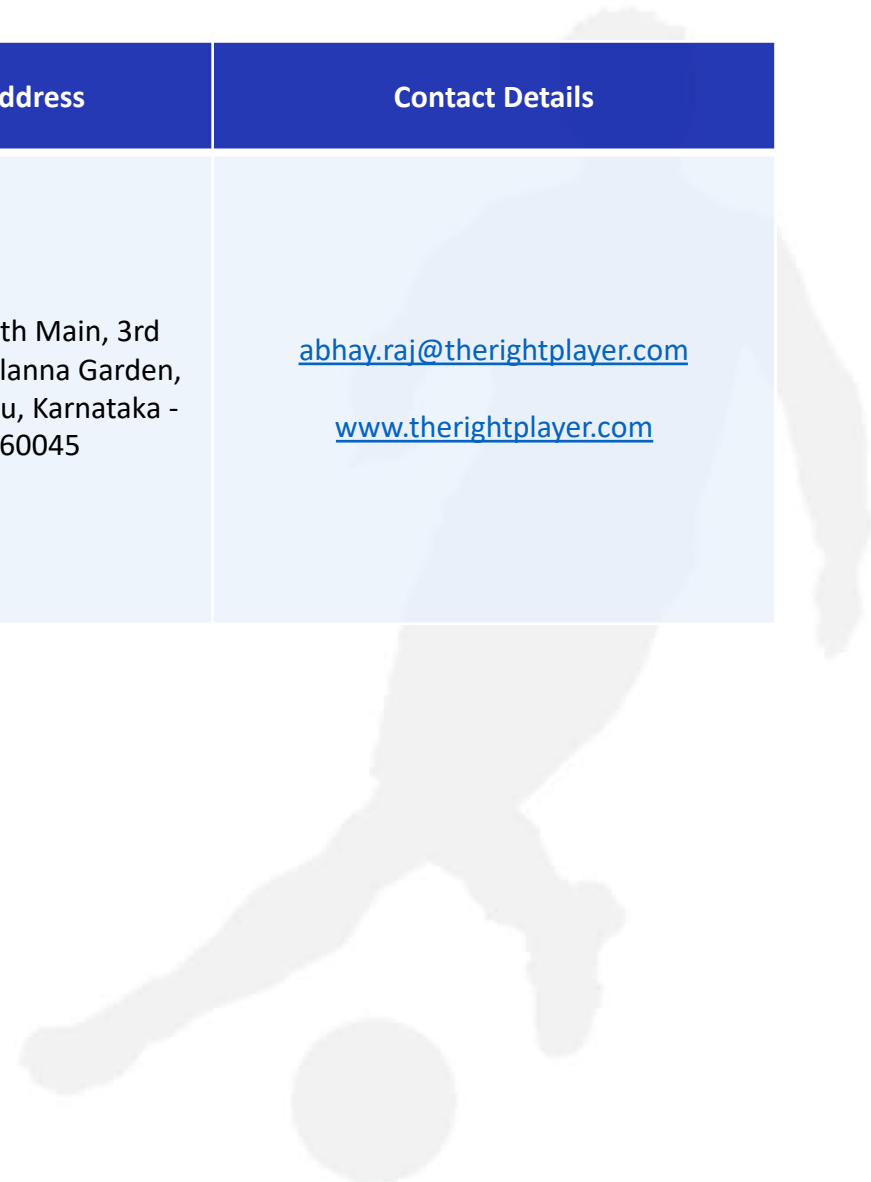 ddress
Contact Details
th Main, 3rd
lanna Garden,
u, Karnataka -
60045
abhay.raj@therightplayer.com
www.therightplayer.com